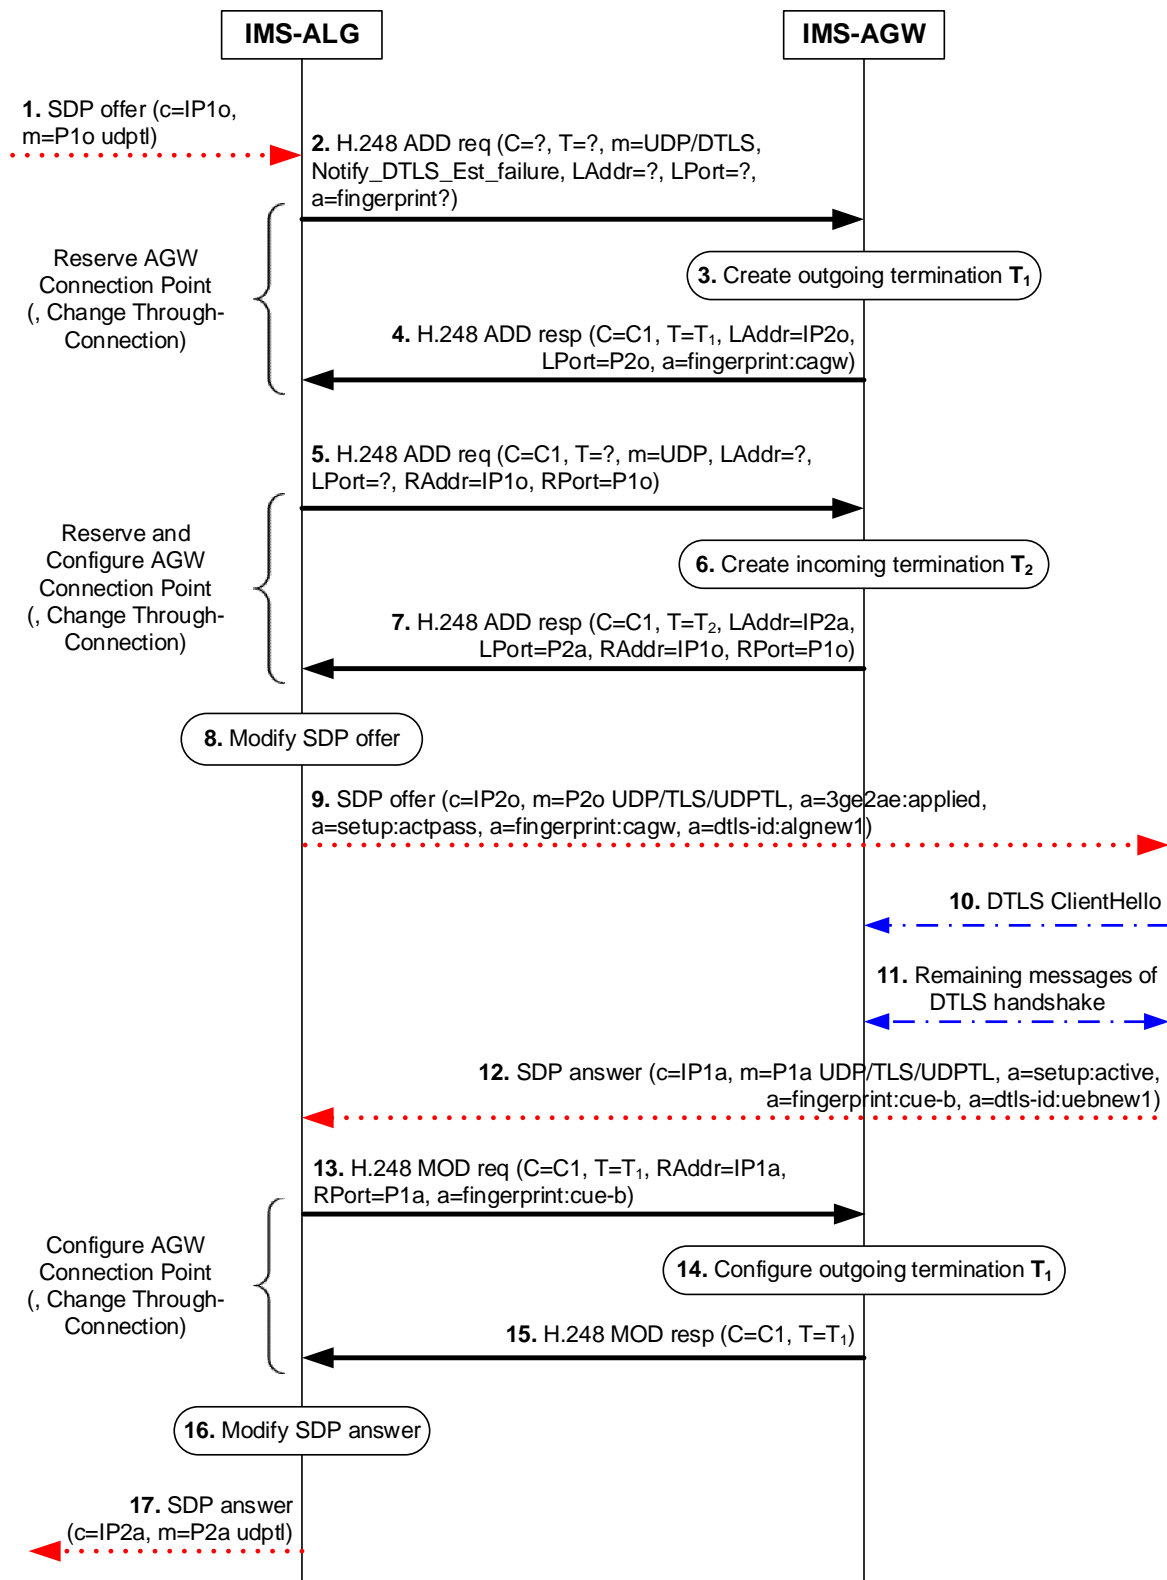 IMS-ALG
IMS-AGW
1. SDP offer (c=IP1o,
m=P1o udptl)
2. H.248 ADD req (C=?, T=?, m=UDP/DTLS,
Notify_DTLS_Est_failure, LAddr=?, LPort=?,
a=fingerprint?)
Reserve AGW
Connection Point
(, Change Through-
Connection)
3. Create outgoing termination T1
4. H.248 ADD resp (C=C1, T=T1, LAddr=IP2o,
LPort=P2o, a=fingerprint:cagw)
5. H.248 ADD req (C=C1, T=?, m=UDP, LAddr=?,
LPort=?, RAddr=IP1o, RPort=P1o)
Reserve and
Configure AGW
Connection Point
(, Change Through-
Connection)
6. Create incoming termination T2
7. H.248 ADD resp (C=C1, T=T2, LAddr=IP2a,
LPort=P2a, RAddr=IP1o, RPort=P1o)
8. Modify SDP offer
9. SDP offer (c=IP2o, m=P2o UDP/TLS/UDPTL, a=3ge2ae:applied,
a=setup:actpass, a=fingerprint:cagw, a=dtls-id:algnew1)
10. DTLS ClientHello
11. Remaining messages of
DTLS handshake
12. SDP answer (c=IP1a, m=P1a UDP/TLS/UDPTL, a=setup:active,
a=fingerprint:cue-b, a=dtls-id:uebnew1)
13. H.248 MOD req (C=C1, T=T1, RAddr=IP1a,
RPort=P1a, a=fingerprint:cue-b)
Configure AGW
Connection Point
(, Change Through-
Connection)
14. Configure outgoing termination T1
15. H.248 MOD resp (C=C1, T=T1)
16. Modify SDP answer
17. SDP answer
(c=IP2a, m=P2a udptl)